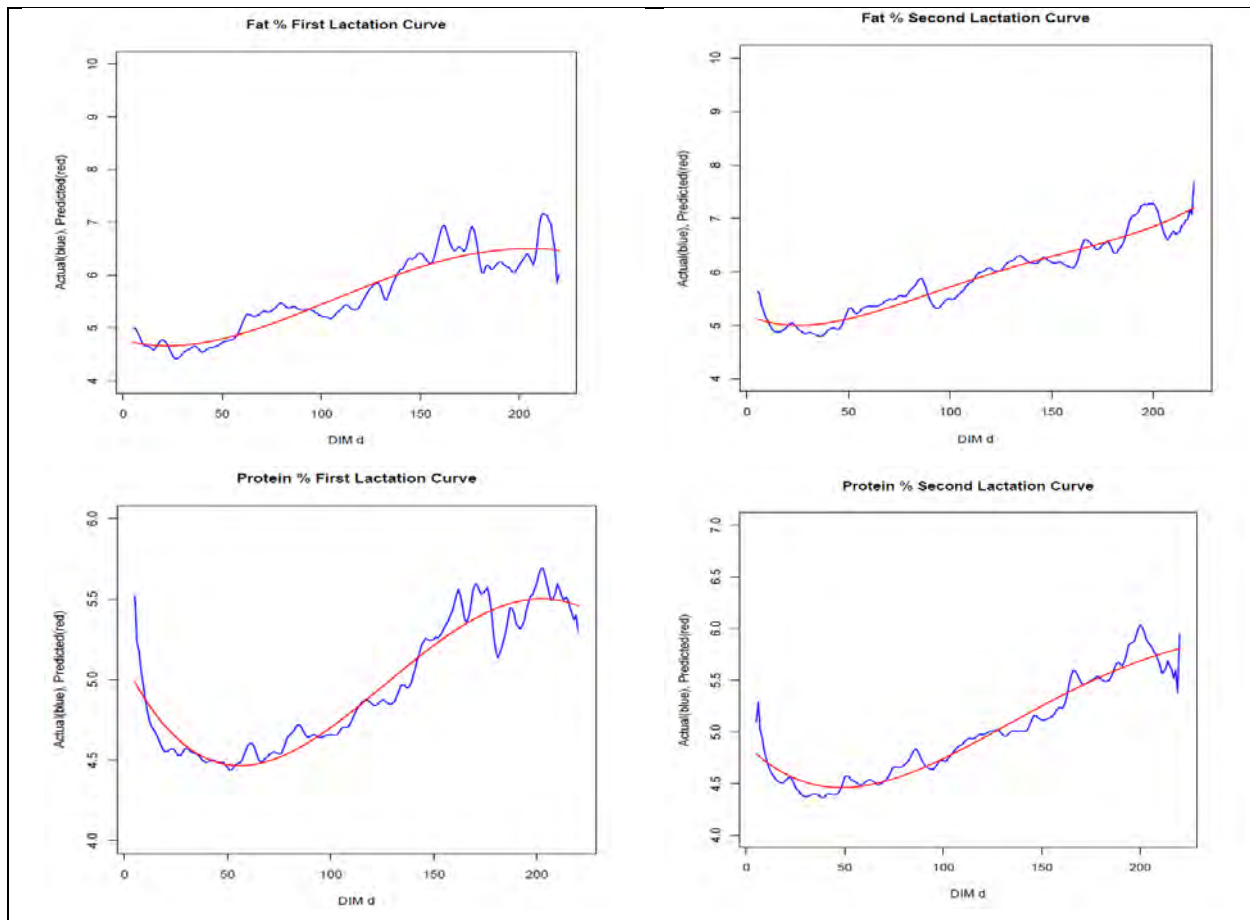 Fat % First Lactation Curve
Actual(blue), Predicted(red)
10
9
8
7
6
5
4
0 50 100 150 200
DIM d
Fat % Second Lactation Curve
Actual(blue), Predicted(red)
10
9
8
7
6
5
4
0 50 100 150 200
DIM d
Protein % First Lactation Curve
Actual(blue), Predicted(red)
6.0
5.5
5.0
4.5
4.0
0 50 100 150 200
DIM d
Protein % Second Lactation Curve
Actual(blue), Predicted(red)
7.0
6.5
6.0
5.5
5.0
4.5
4.0
0 50 100 150 200
DIM d